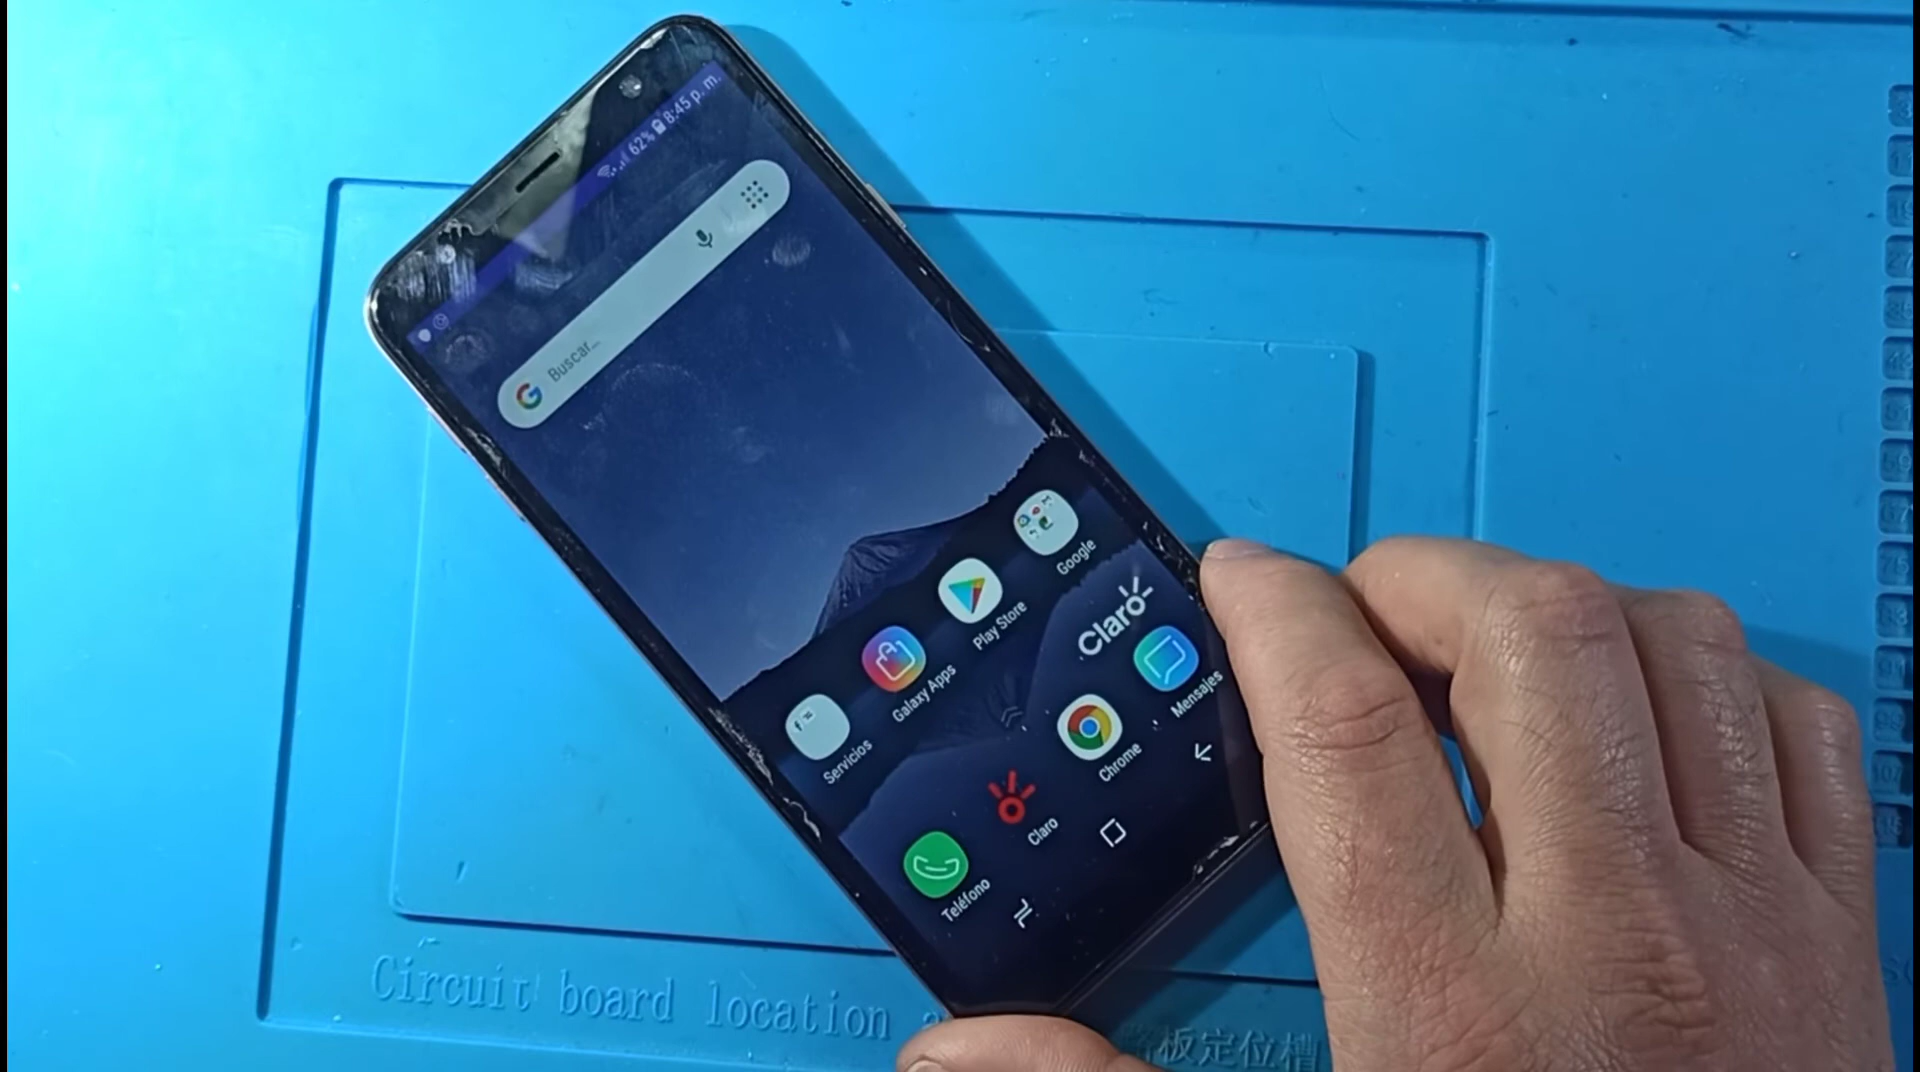 62% 8:45 p. m.
Buscar...
Google
Play Store
Galaxy Apps
Servicios
Claro
Mensajes
Chrome
Claro
Teléfono
Circuit board location
板定位槽